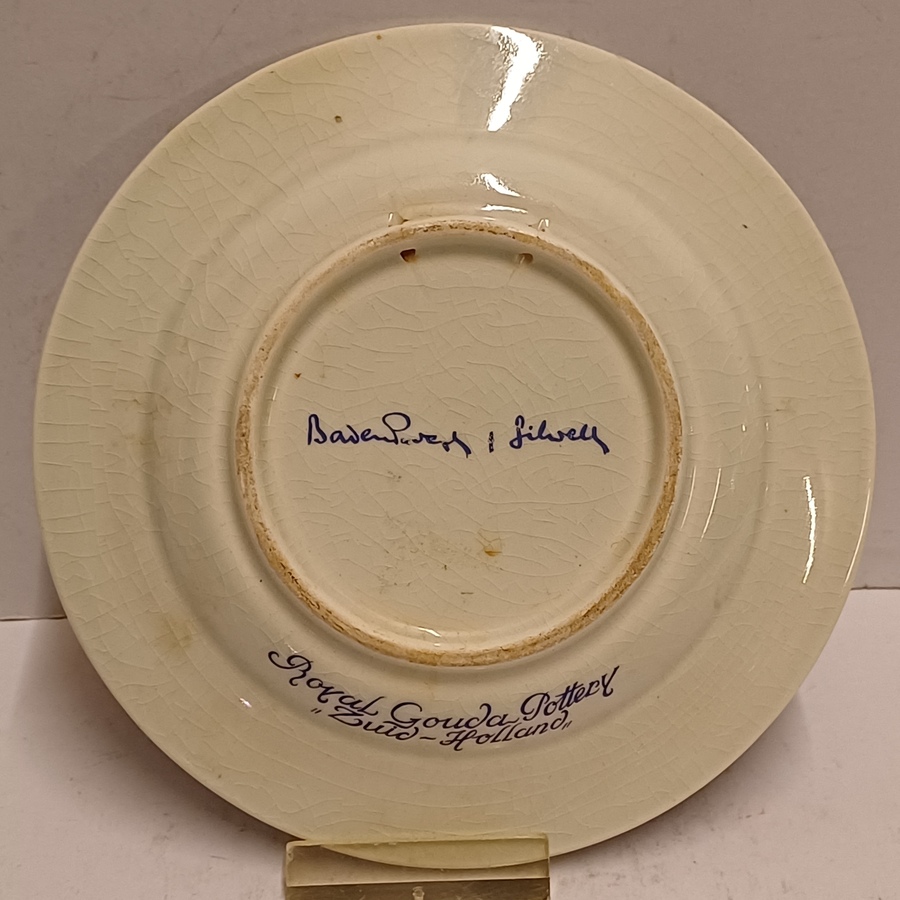 Baden Powell / Gilwell
Royal Gouda Pottery
„Zuid-Holland„